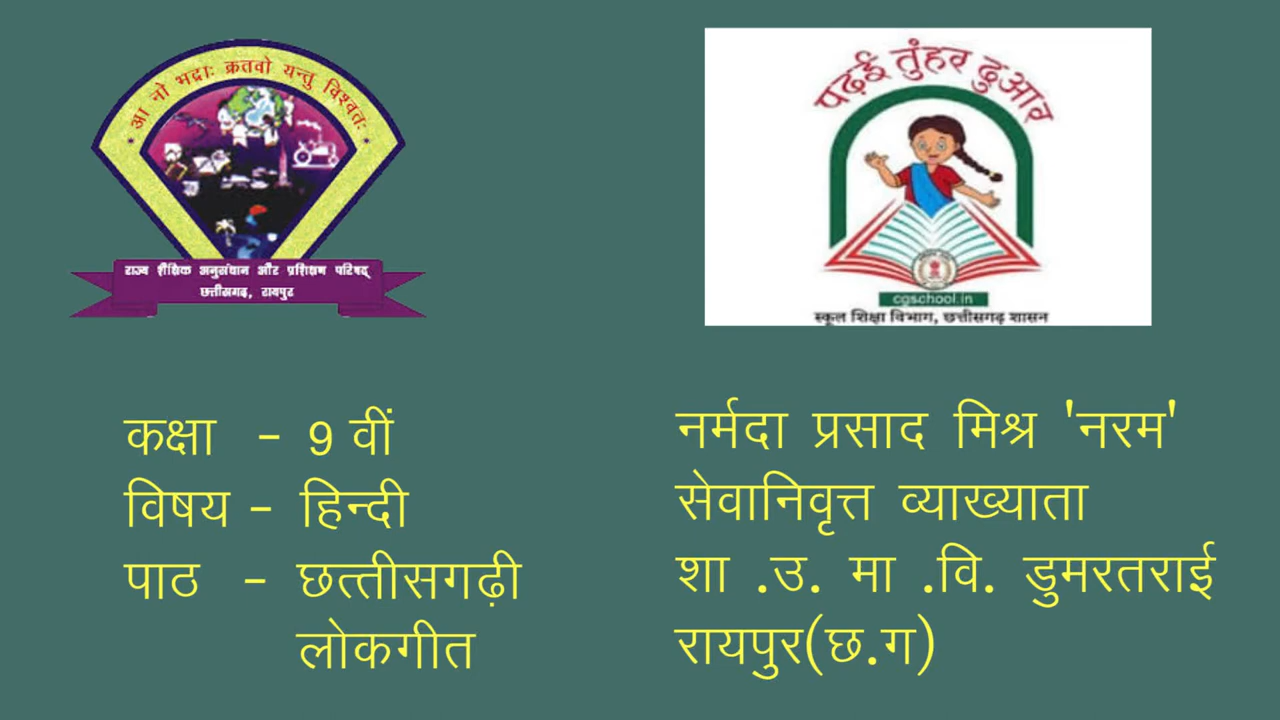 आ नो भद्राः क्रतवो यन्तु विश्वतः
राज्य शैक्षिक अनुसंधान और प्रशिक्षण परिषद्
छत्तीसगढ़, रायपुर
पढ़ई तुंहर दुआर
cgschool.in
स्कूल शिक्षा विभाग, छत्तीसगढ़ शासन
कक्षा - 9 वीं
विषय - हिन्दी
पाठ - छत्तीसगढ़ी
लोकगीत
नर्मदा प्रसाद मिश्र 'नरम'
सेवानिवृत्त व्याख्याता
शा .उ. मा .वि. डुमरतराई
रायपुर(छ.ग)